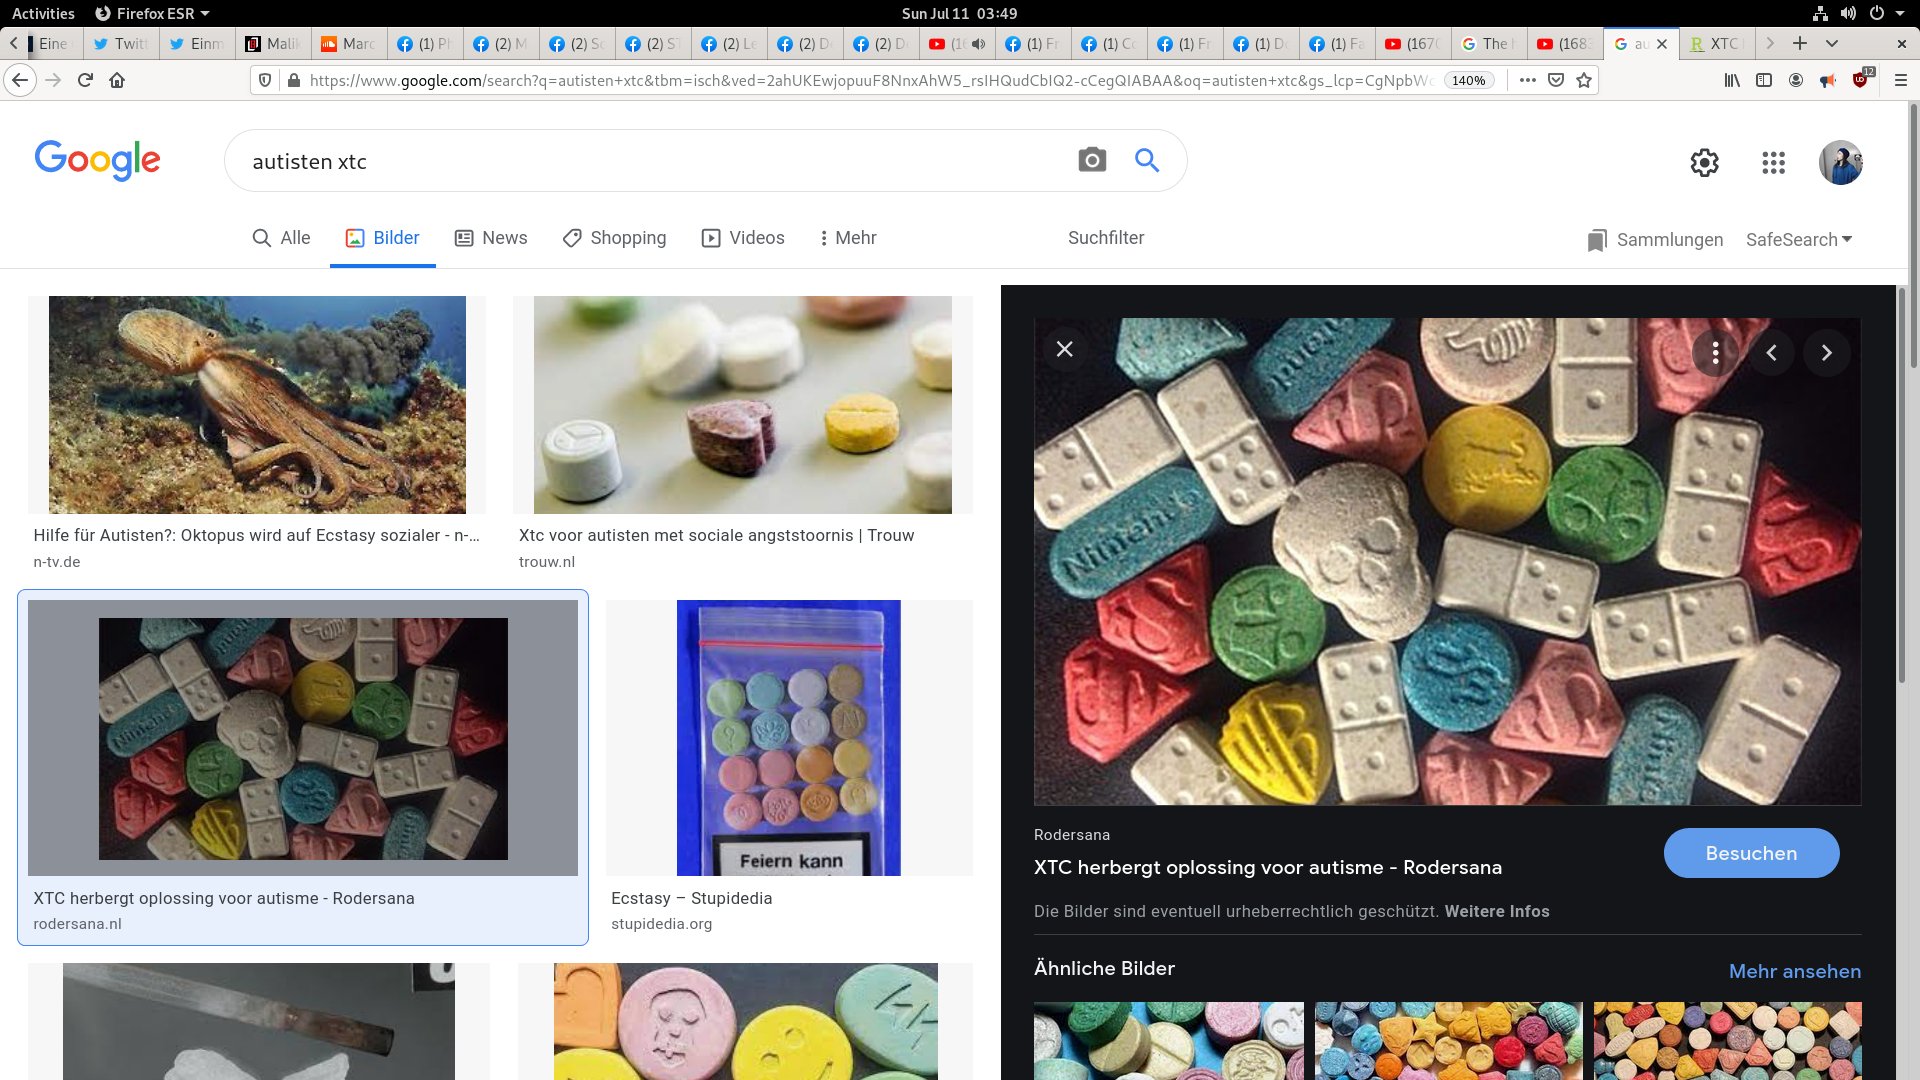 Activities
Firefox ESR
Sun Jul 11 03:49
Eine
Twitt
Einm
Malik
Marc
(1) Ph
(2) M
(2) Sc
(2) S
(2) Le
(2) D
(2) D
(1)
(1) Fr
(1) Co
(1) Fr
(1) Do
(1) Fa
(1670
The h
(1683
au
XTC
https://www.google.com/search?q=autisten+xtc&tbm=isch&ved=2ahUKEwjopuuF8NnxAhW5_rsIHQudCbIQ2-cCegQIABAA&oq=autisten+xtc&gs_lcp=CgNpbWc
140%
12
Google
autisten xtc
Alle
Bilder
News
Shopping
Videos
Mehr
Suchfilter
Sammlungen
SafeSearch
Hilfe für Autisten?: Oktopus wird auf Ecstasy sozialer - n-...
n-tv.de
Xtc voor autisten met sociale angststoornis | Trouw
trouw.nl
XTC herbergt oplossing voor autisme - Rodersana
rodersana.nl
Feiern kann
Ecstasy – Stupidedia
stupidedia.org
Rodersana
XTC herbergt oplossing voor autisme - Rodersana
Besuchen
Die Bilder sind eventuell urheberrechtlich geschützt. Weitere Infos
Ähnliche Bilder
Mehr ansehen